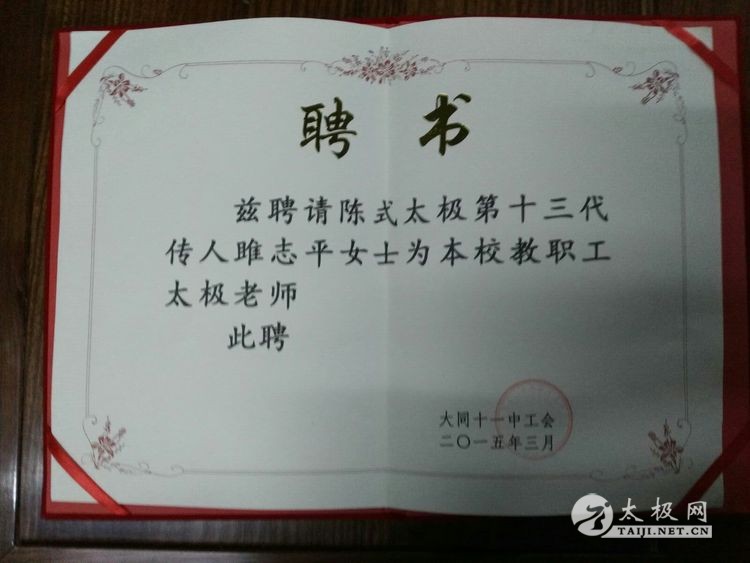 聘书
兹聘请陈式太极第十三代
传人雎志平女士为本校教职工
太极老师
此聘
大同十一中工会
二〇一五年三月
太极网
TAIJI.NET.CN